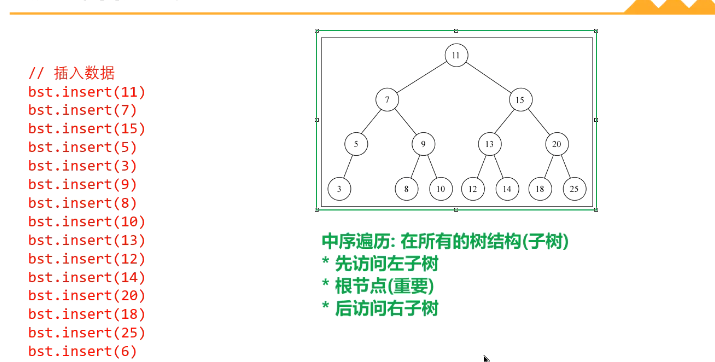 // 插入数据
bst.insert(11)
bst.insert(7)
bst.insert(15)
bst.insert(5)
bst.insert(3)
bst.insert(9)
bst.insert(8)
bst.insert(10)
bst.insert(13)
bst.insert(12)
bst.insert(14)
bst.insert(20)
bst.insert(18)
bst.insert(25)
bst.insert(6)
11
7 15
5 9 13 20
3 8 10 12 14 18 25
中序遍历: 在所有的树结构(子树)
* 先访问左子树
* 根节点(重要)
* 后访问右子树